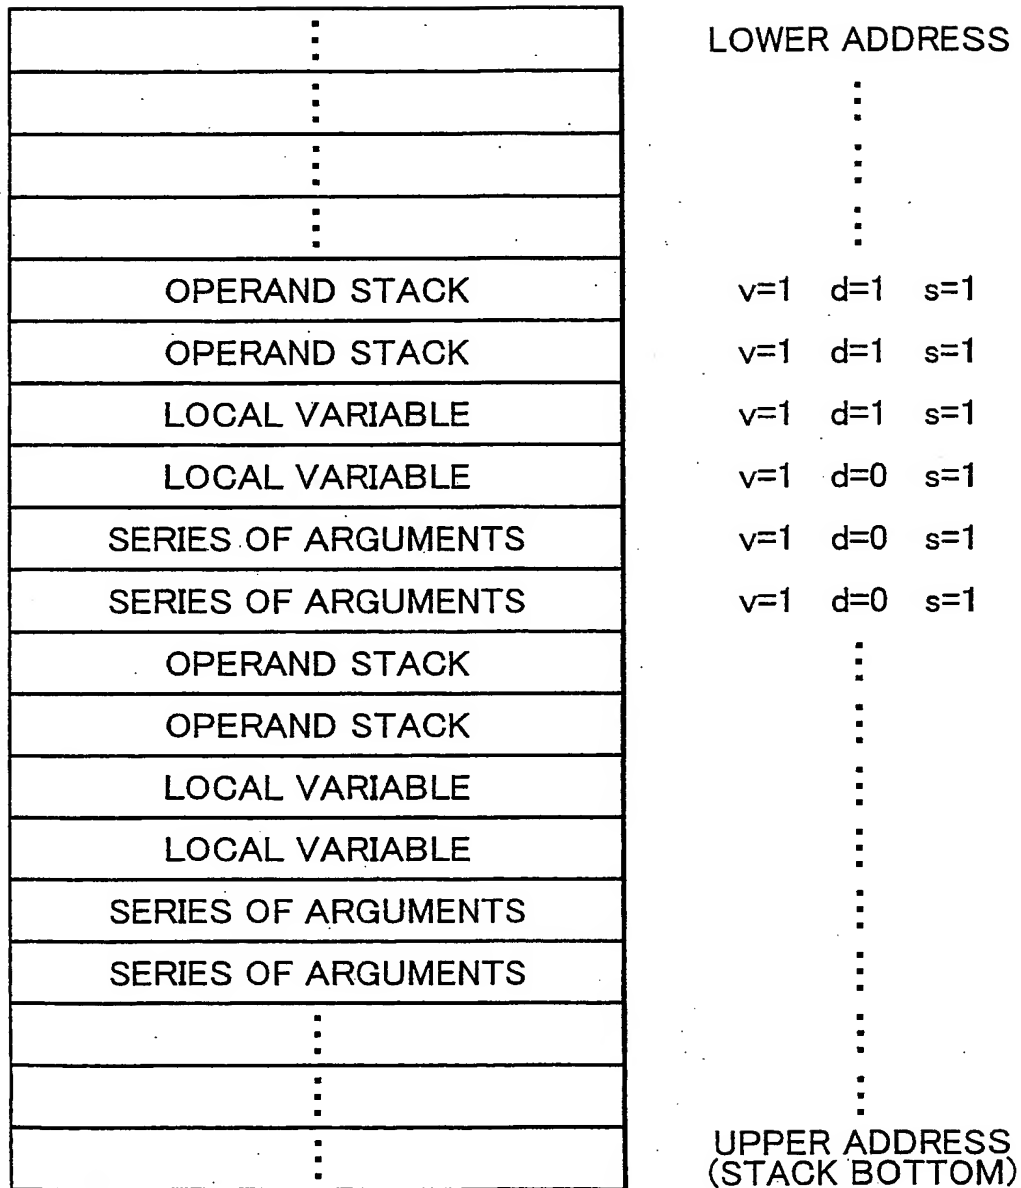 LOWER ADDRESS
OPERAND STACK v=1 d=1 s=1
OPERAND STACK v=1 d=1 s=1
LOCAL VARIABLE v=1 d=1 s=1
LOCAL VARIABLE v=1 d=0 s=1
SERIES OF ARGUMENTS v=1 d=0 s=1
SERIES OF ARGUMENTS v=1 d=0 s=1
OPERAND STACK
OPERAND STACK
LOCAL VARIABLE
LOCAL VARIABLE
SERIES OF ARGUMENTS
SERIES OF ARGUMENTS
UPPER ADDRESS
(STACK BOTTOM)